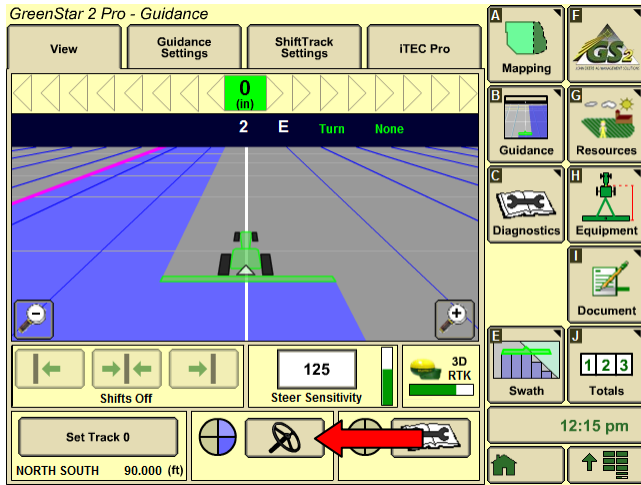 GreenStar 2 Pro - Guidance
View
Guidance
Settings
ShiftTrack
Settings
iTEC Pro
0
(in)
2 E Turn None
Shifts Off
125
Steer Sensitivity
3D
RTK
Set Track 0
NORTH SOUTH 90.000 (ft)
A
Mapping
F
GS2
B
Guidance
G
Resources
C
Diagnostics
H
Equipment
I
Document
E
Swath
J
1 2 3
Totals
12:15 pm